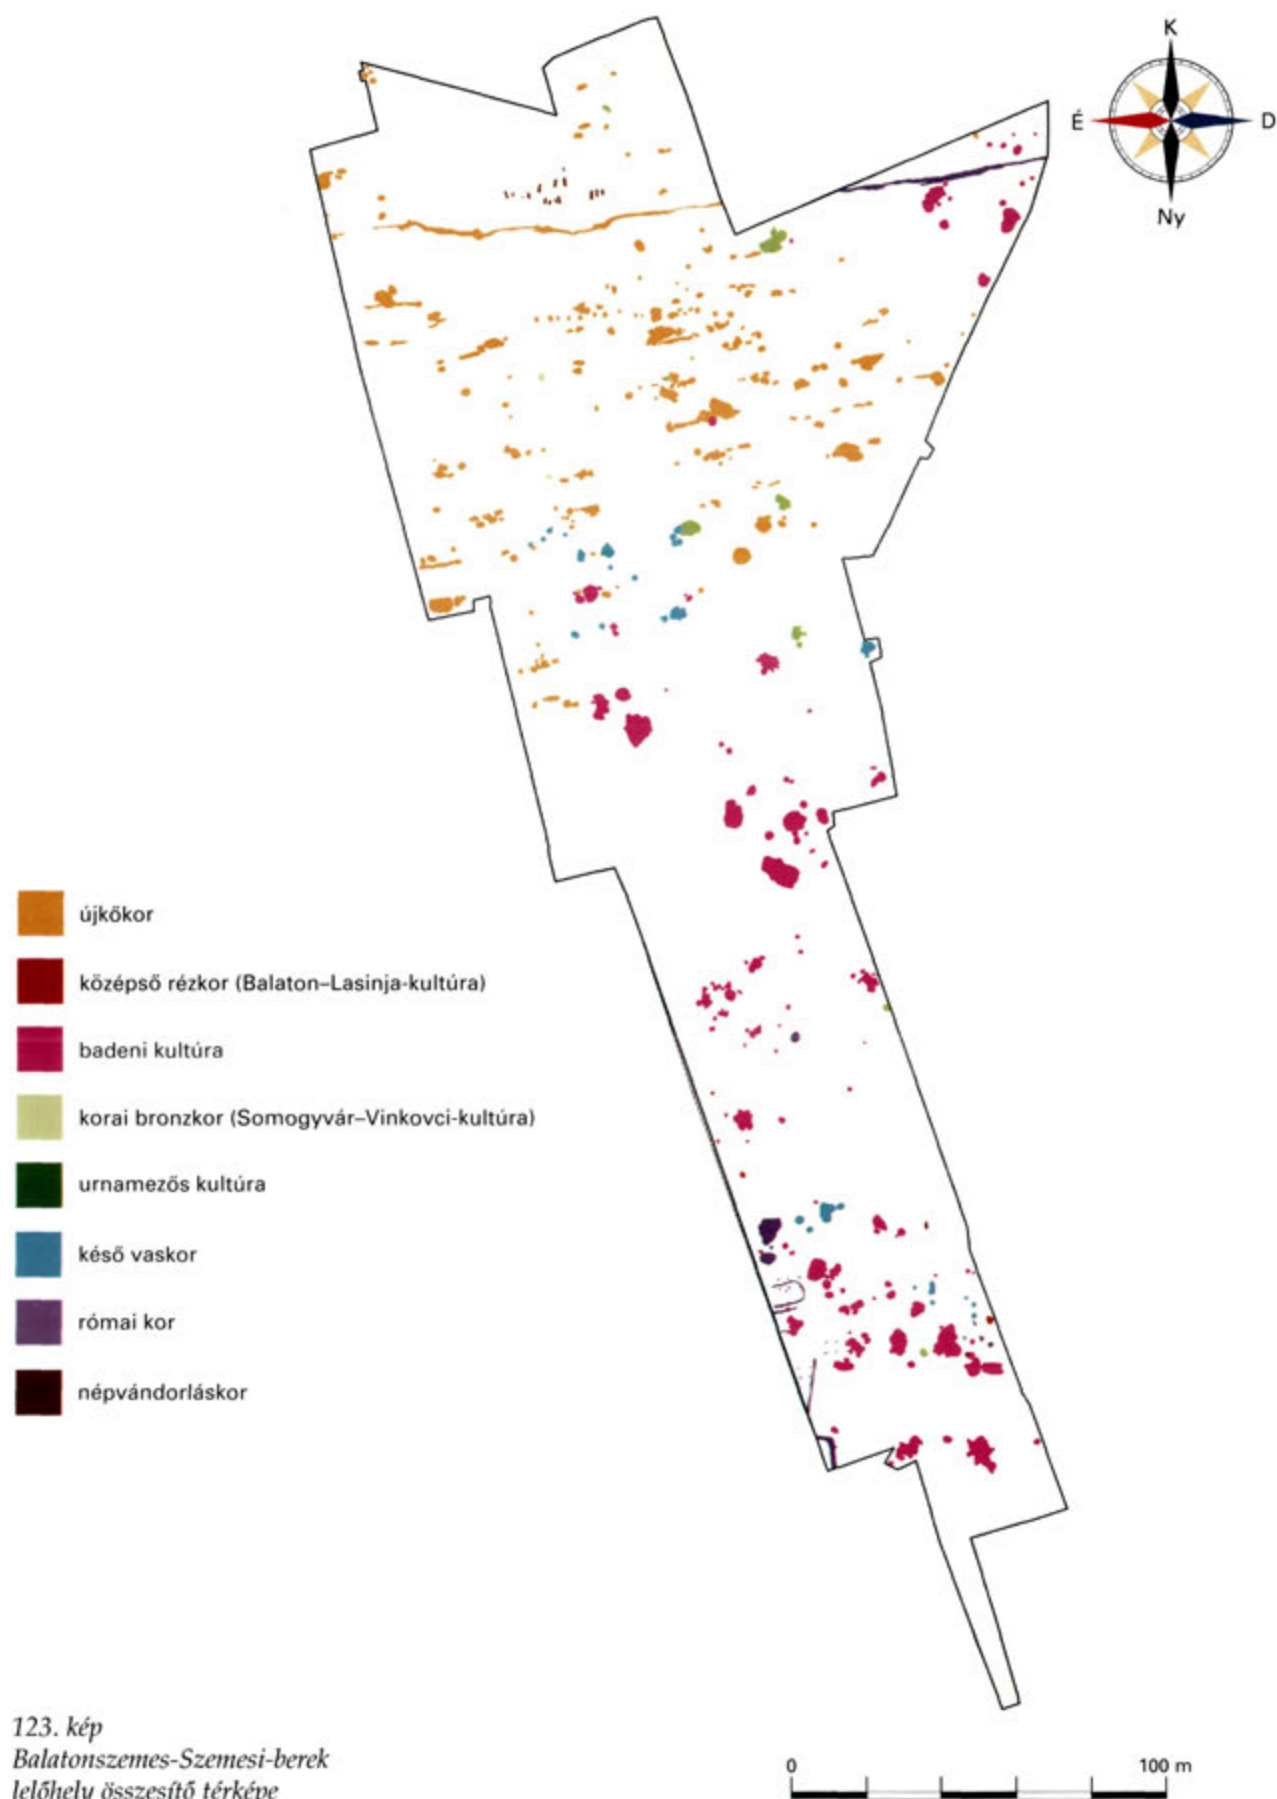 K
É
D
Ny
újkőkor
középső rézkor (Balaton–Lasinja-kultúra)
badeni kultúra
korai bronzkor (Somogyvár–Vinkovci-kultúra)
urnamezős kultúra
késő vaskor
római kor
népvándorláskor
123. kép
Balatonszemes-Szemesi-berek
lelőhely összesítő térképe
0
100 m